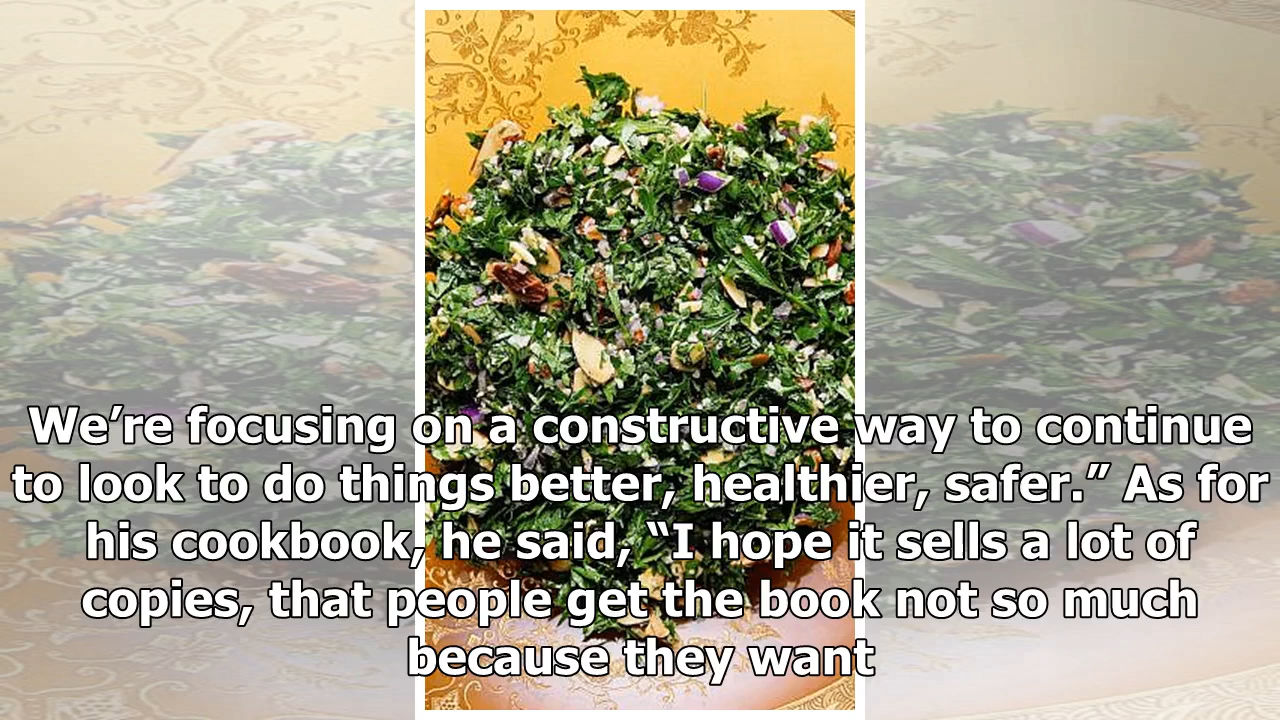 We’re focusing on a constructive way to continue
to look to do things better, healthier, safer.” As for
his cookbook, he said, “I hope it sells a lot of
copies, that people get the book not so much
because they want